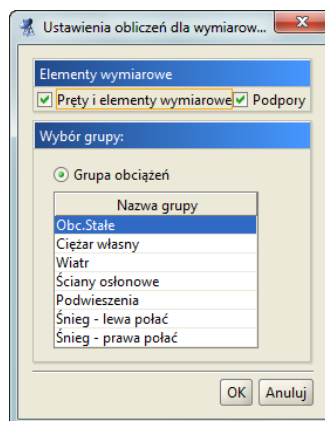 Ustawienia obliczeń dla wymiarow...
Elementy wymiarowe
Pręty i elementy wymiarowe Podpory
Wybór grupy:
Grupa obciążeń
Nazwa grupy
Obc.Stałe
Ciężar własny
Wiatr
Ściany osłonowe
Podwieszenia
Śnieg - lewa połać
Śnieg - prawa połać
OK Anuluj